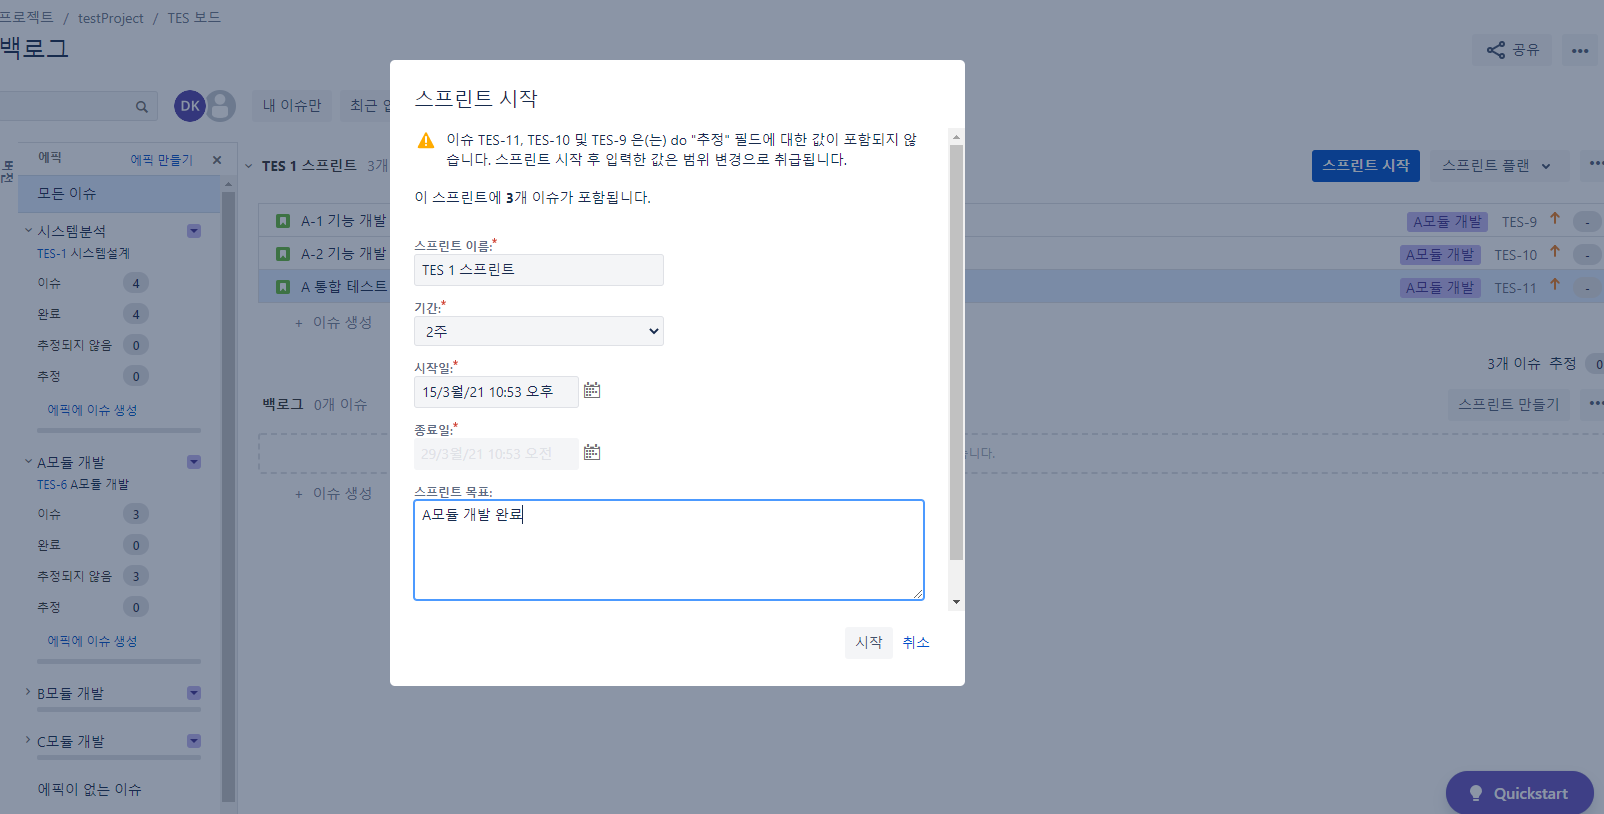 프로젝트 / testProject / TES 보드
백로그
공유
DK
내 이슈만
최근
에픽
에픽 만들기
모든 이슈
시스템분석
TES-1 시스템설계
이슈 4
완료 4
추정되지 않음 0
추정 0
에픽에 이슈 생성
A모듈 개발
TES-6 A모듈 개발
이슈 3
완료 0
추정되지 않음 3
추정 0
에픽에 이슈 생성
B모듈 개발
C모듈 개발
에픽이 없는 이슈
TES 1 스프린트 3개
스프린트 시작
스프린트 플랜
A-1 기능 개발
A모듈 개발 TES-9 -
A-2 기능 개발
A모듈 개발 TES-10 -
A 통합 테스트
A모듈 개발 TES-11 -
+ 이슈 생성
3개 이슈 추정 0
백로그 0개 이슈
스프린트 만들기
니다.
+ 이슈 생성
스프린트 시작
이슈 TES-11, TES-10 및 TES-9 은(는) do "추정" 필드에 대한 값이 포함되지 않
습니다. 스프린트 시작 후 입력한 값은 범위 변경으로 취급됩니다.
이 스프린트에 3개 이슈가 포함됩니다.
스프린트 이름:*
TES 1 스프린트
기간:*
2주
시작일:*
15/3월/21 10:53 오후
종료일:*
29/3월/21 10:53 오전
스프린트 목표:
A모듈 개발 완료
시작 취소
Quickstart